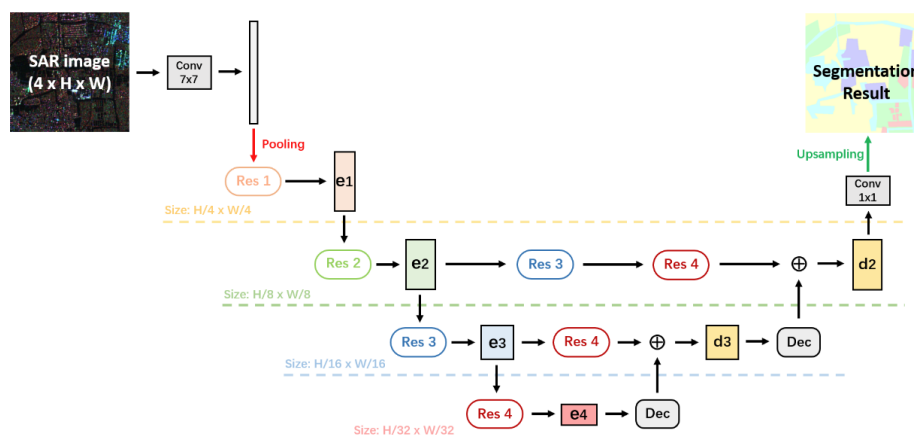 SAR image
(4 x H x W)
Conv
7x7
Pooling
Segmentation
Result
Upsampling
Conv
1x1
Res 1
e1
Size: H/4 x W/4
Res 2
e2
Res 3
Res 4
d2
Size: H/8 x W/8
Res 3
e3
Res 4
d3
Dec
Size: H/16 x W/16
Res 4
e4
Dec
Size: H/32 x W/32